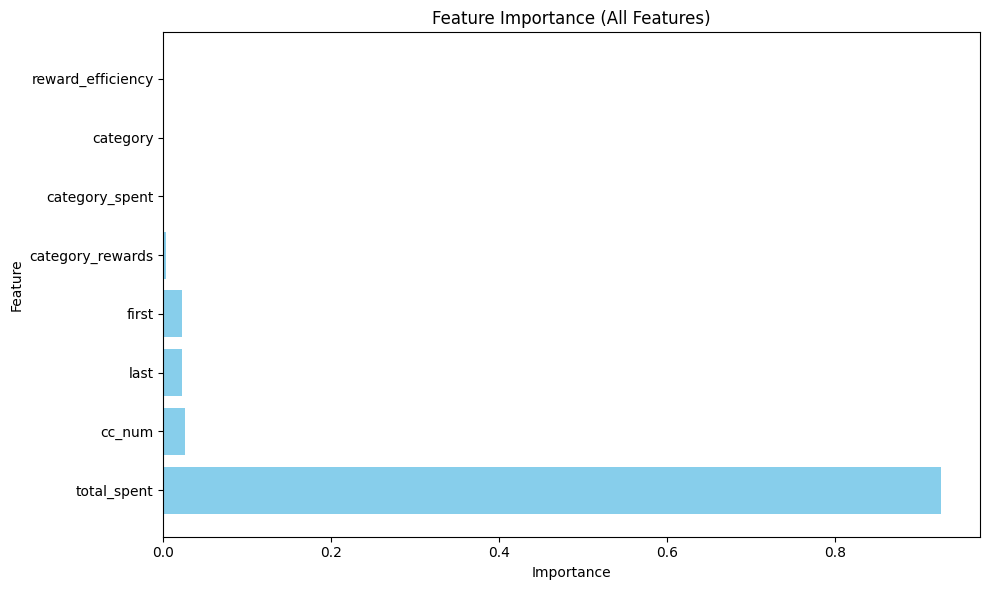 Feature Importance (All Features)
reward_efficiency
category
category_spent
category_rewards
first
last
cc_num
total_spent
Feature
0.0 0.2 0.4 0.6 0.8
Importance